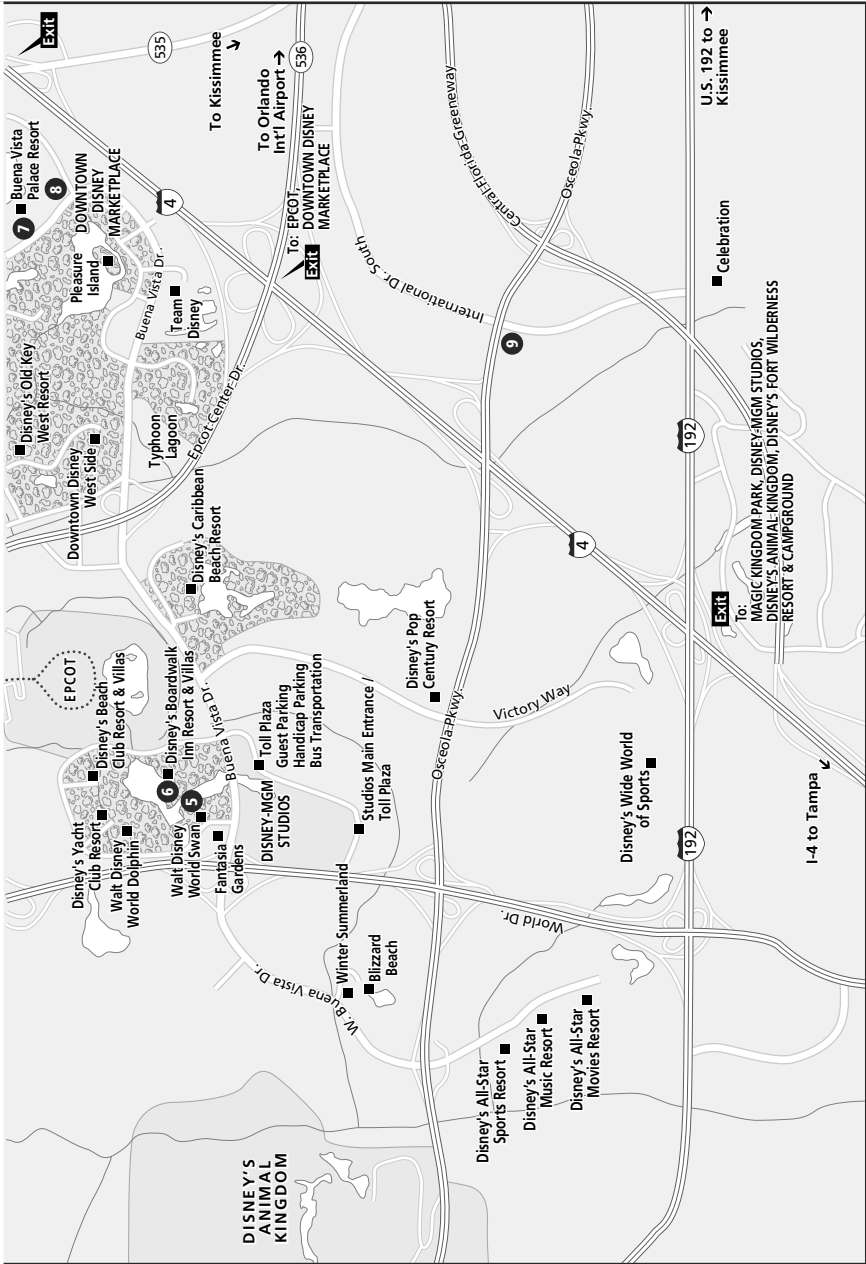 DISNEY'S
ANIMAL
KINGDOM
Disney's All-Star
Sports Resort
Disney's All-Star
Music Resort
Disney's All-Star
Movies Resort
Winter Summerland
Blizzard
Beach
W. Buena Vista Dr.
World Dr.
Disney's Yacht
Club Resort
Walt Disney
World Dolphin
Walt Disney
World Swan
Fantasia
Gardens
5
6
EPCOT
Disney's Beach
Club Resort & Villas
Disney's Boardwalk
Inn Resort & Villas
Buena Vista Dr.
DISNEY-MGM
STUDIOS
Toll Plaza
Guest Parking
Handicap Parking
Bus Transportation
Studios Main Entrance /
Toll Plaza
Osceola Pkwy.
Disney's Pop
Century Resort
Victory Way
Disney's Wide World
of Sports
192
I-4 to Tampa
Disney's Caribbean
Beach Resort
Downtown Disney
West Side
Disney's Old Key
West Resort
Typhoon
Lagoon
Epcot Center Dr.
Buena Vista Dr.
Team
Disney
Pleasure
Island
DOWNTOWN
DISNEY
MARKETPLACE
7
8
Buena Vista
Palace Resort
4
Exit
535
To Kissimmee
To Orlando
Int'l Airport
536
Exit
To: EPCOT,
DOWNTOWN DISNEY
MARKETPLACE
International Dr. South
Central Florida Greeneway
Osceola Pkwy.
9
4
192
Exit
To:
MAGIC KINGDOM PARK, DISNEY-MGM STUDIOS,
DISNEY'S ANIMAL KINGDOM, DISNEY'S FORT WILDERNESS
RESORT & CAMPGROUND
Celebration
U.S. 192 to
Kissimmee